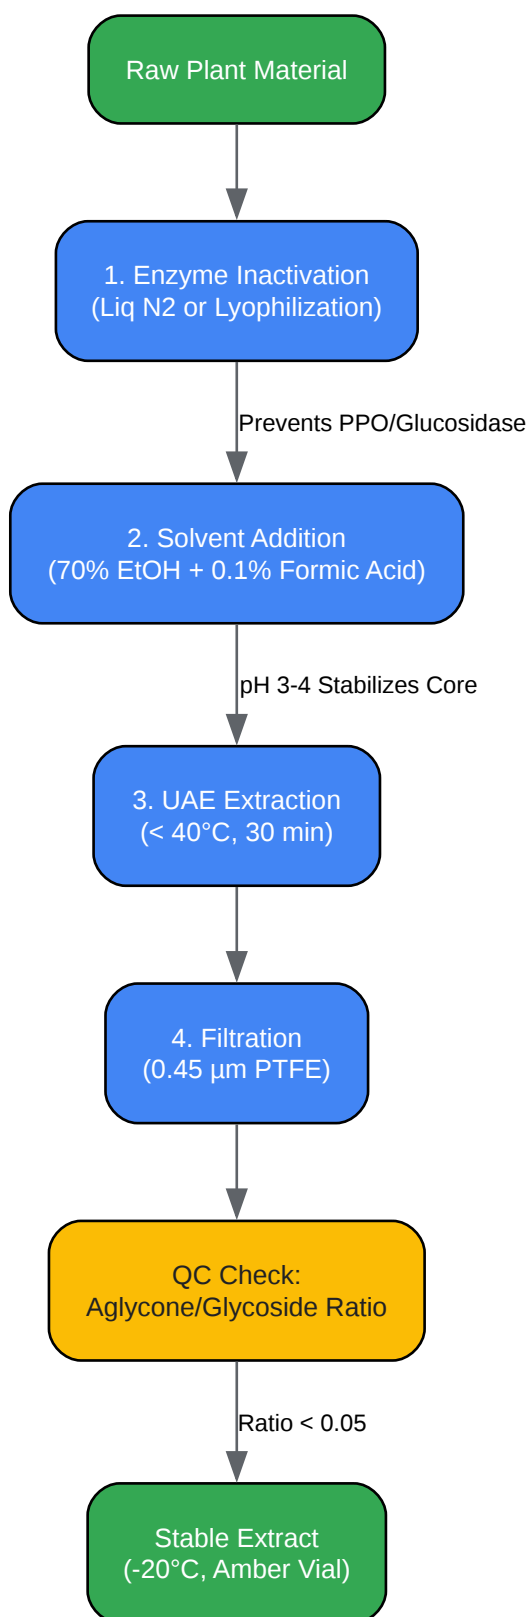 Raw Plant Material
1. Enzyme Inactivation
(Liq N2 or Lyophilization)
Prevents PPO/Glucosidase
2. Solvent Addition
(70% EtOH + 0.1% Formic Acid)
pH 3-4 Stabilizes Core
3. UAE Extraction
(< 40°C, 30 min)
4. Filtration
(0.45 µm PTFE)
QC Check:
Aglycone/Glycoside Ratio
Ratio < 0.05
Stable Extract
(-20°C, Amber Vial)